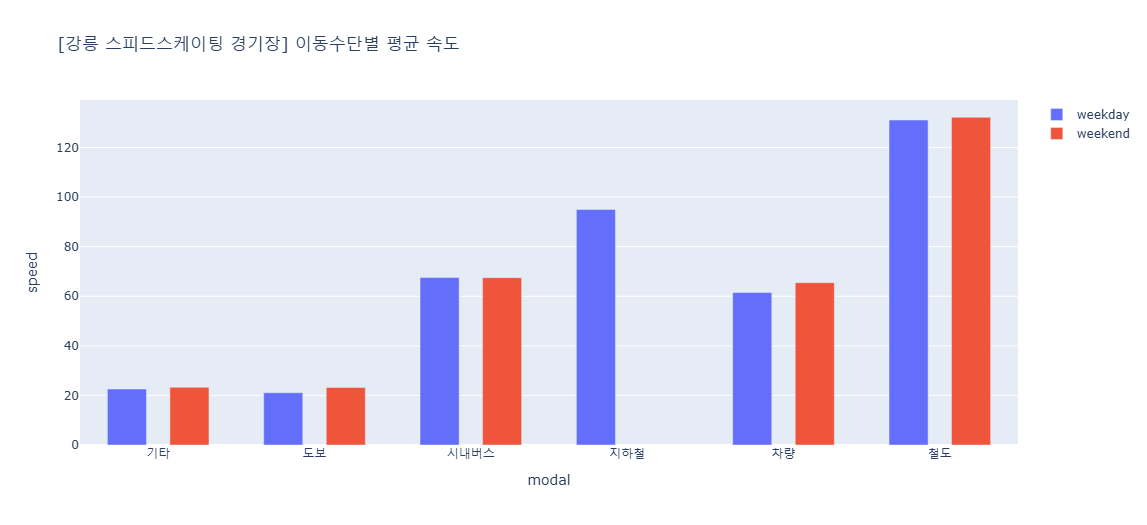 [강릉 스피드스케이팅 경기장] 이동수단별 평균 속도
weekday
weekend
120
100
80
60
40
20
0
speed
기타 도보 시내버스 지하철 차량 철도
modal